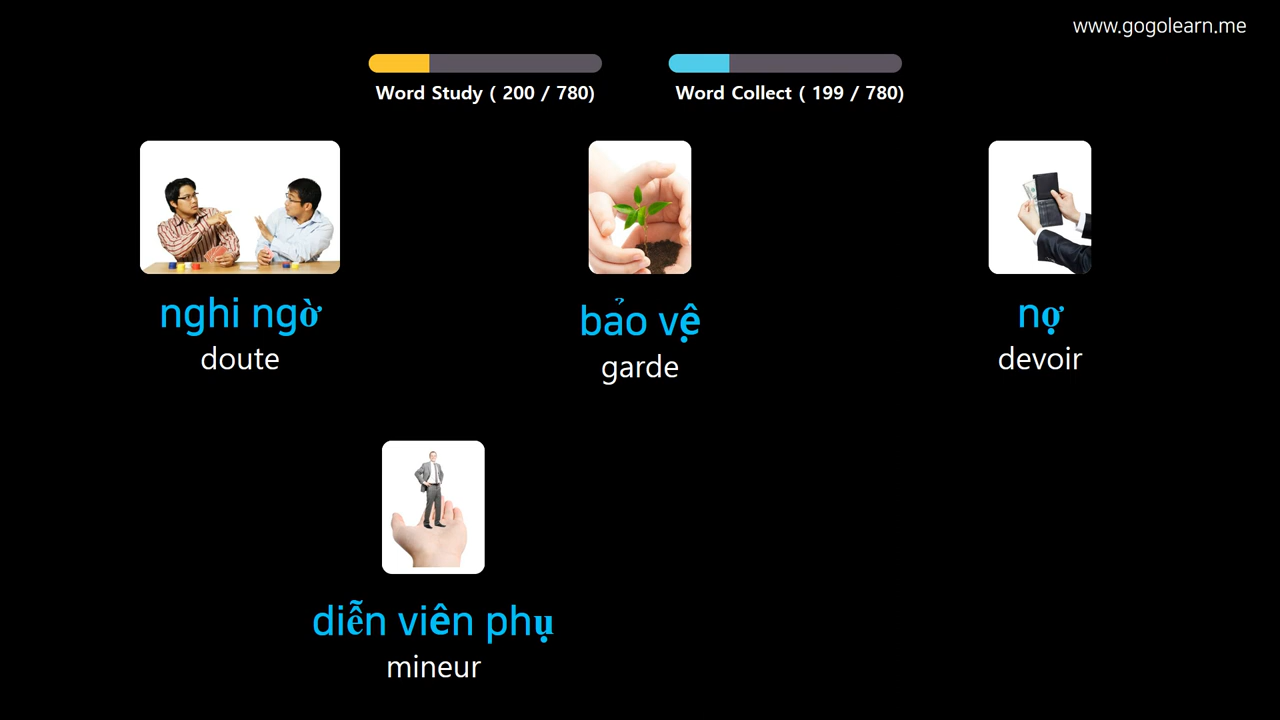 www.gogolearn.me
Word Study ( 200 / 780)
Word Collect ( 199 / 780)
nghi ngờ
doute
bảo vệ
garde
nợ
devoir
diễn viên phụ
mineur